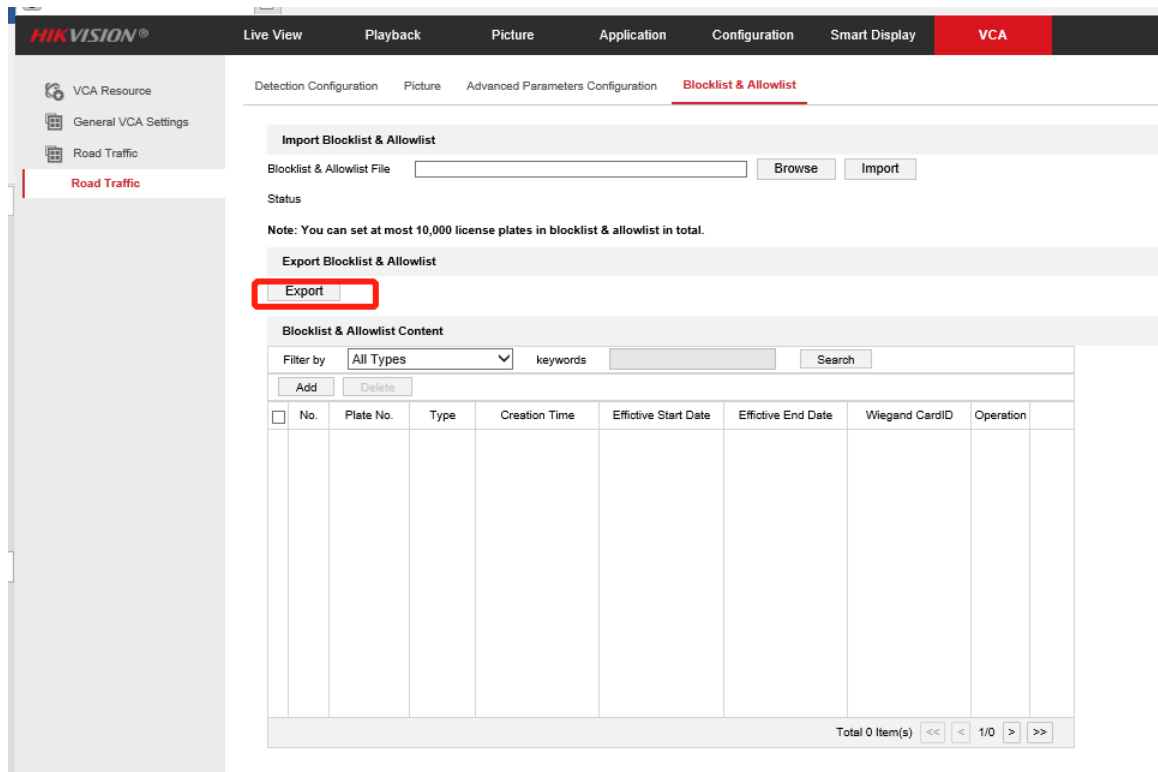 HIKVISION®
Live View Playback Picture Application Configuration Smart Display VCA
VCA Resource
General VCA Settings
Road Traffic
Road Traffic
Detection Configuration Picture Advanced Parameters Configuration Blocklist & Allowlist
Import Blocklist & Allowlist
Blocklist & Allowlist File Browse Import
Status
Note: You can set at most 10,000 license plates in blocklist & allowlist in total.
Export Blocklist & Allowlist
Export
Blocklist & Allowlist Content
Filter by All Types keywords Search
Add Delete
No. Plate No. Type Creation Time Effictive Start Date Effictive End Date Wiegand CardID Operation
Total 0 Item(s) << < 1/0 > >>